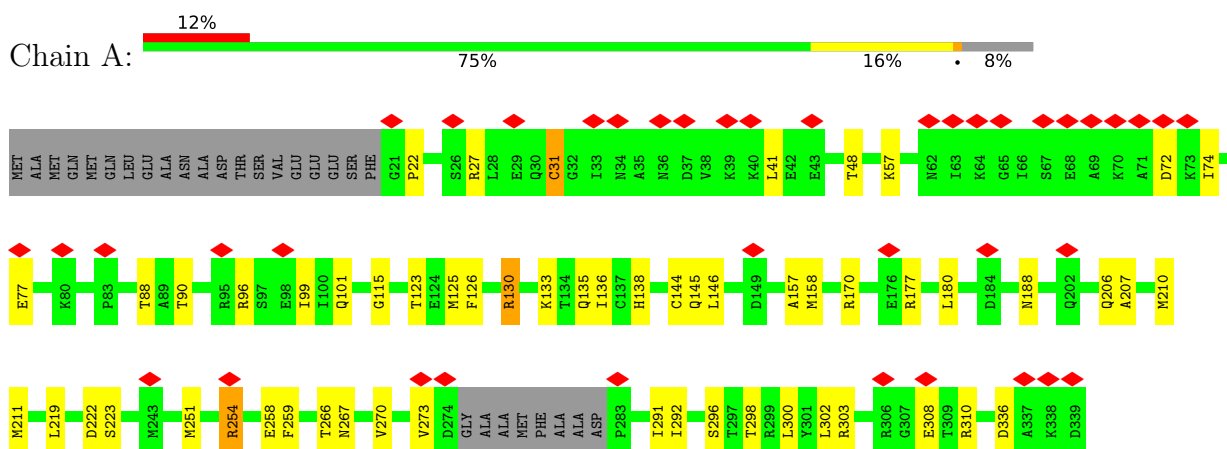 12%
Chain A:
75% 16% • 8%
MET ALA MET GLN MET GLN LEU GLU ALA ASN ALA ASP THR SER VAL GLU GLU GLU SER PHE G21 P22 S26 R27 L28 E29 Q30 C31 G32 I33 N34 A35 N36 D37 V38 K39 K40 L41 E42 E43 T48 K57 N62 I63 K64 G65 I66 S67 E68 A69 K70 A71 D72 K73 I74
E77 K80 P83 T88 A89 T90 R95 R96 S97 E98 I99 I100 Q101 G115 T123 E124 M125 F126 R130 K133 T134 Q135 I136 C137 H138 C144 Q145 L146 D149 A157 M158 R170 E176 R177 L180 D184 N188 Q202 Q206 A207 M210
M211 L219 D222 S223 M243 M251 R254 E258 F259 T266 N267 V270 V273 D274 GLY ALA ALA MET PHE ALA ALA ASP P283 I291 I292 S296 T297 T298 R299 L300 Y301 L302 R303 R306 G307 E308 T309 R310 D336 A337 K338 D339